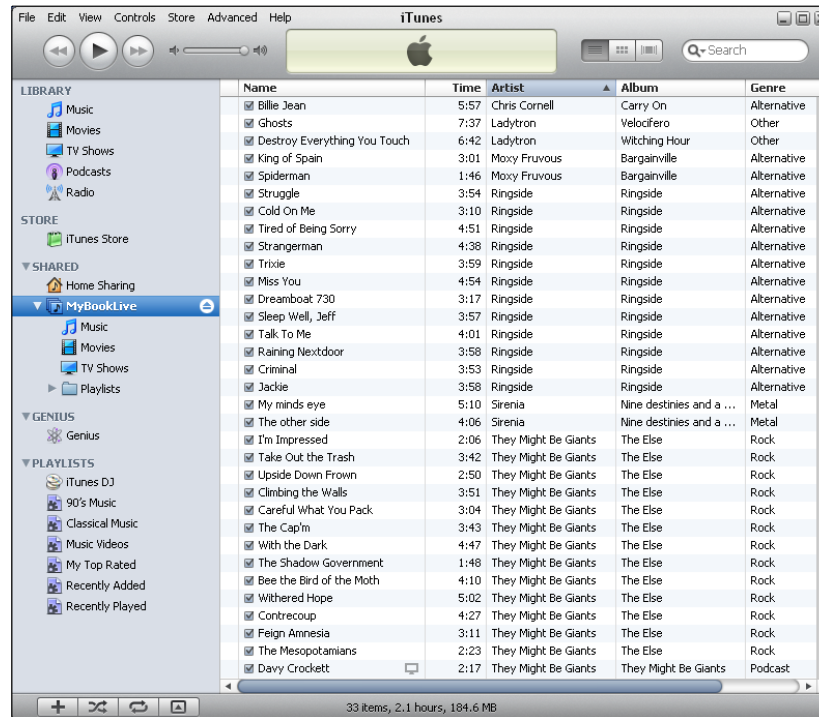 File Edit View Controls Store Advanced Help iTunes
Search
LIBRARY
Music
Movies
TV Shows
Podcasts
Radio
STORE
iTunes Store
SHARED
Home Sharing
MyBookLive
Music
Movies
TV Shows
Playlists
GENIUS
Genius
PLAYLISTS
iTunes DJ
90's Music
Classical Music
Music Videos
My Top Rated
Recently Added
Recently Played
Name Time Artist Album Genre
Billie Jean 5:57 Chris Cornell Carry On Alternative
Ghosts 7:37 Ladytron Velocifero Other
Destroy Everything You Touch 6:42 Ladytron Witching Hour Other
King of Spain 3:01 Moxy Fruvous Bargainville Alternative
Spiderman 1:46 Moxy Fruvous Bargainville Alternative
Struggle 3:54 Ringside Ringside Alternative
Cold On Me 3:10 Ringside Ringside Alternative
Tired of Being Sorry 4:51 Ringside Ringside Alternative
Strangerman 4:38 Ringside Ringside Alternative
Trixie 3:59 Ringside Ringside Alternative
Miss You 4:54 Ringside Ringside Alternative
Dreamboat 730 3:17 Ringside Ringside Alternative
Sleep Well, Jeff 3:57 Ringside Ringside Alternative
Talk To Me 4:01 Ringside Ringside Alternative
Raining Nextdoor 3:58 Ringside Ringside Alternative
Criminal 3:53 Ringside Ringside Alternative
Jackie 3:58 Ringside Ringside Alternative
My minds eye 5:10 Sirenia Nine destinies and a ... Metal
The other side 4:06 Sirenia Nine destinies and a ... Metal
I'm Impressed 2:06 They Might Be Giants The Else Rock
Take Out the Trash 3:42 They Might Be Giants The Else Rock
Upside Down Frown 2:50 They Might Be Giants The Else Rock
Climbing the Walls 3:51 They Might Be Giants The Else Rock
Careful What You Pack 3:04 They Might Be Giants The Else Rock
The Cap'm 3:43 They Might Be Giants The Else Rock
With the Dark 4:47 They Might Be Giants The Else Rock
The Shadow Government 1:48 They Might Be Giants The Else Rock
Bee the Bird of the Moth 4:10 They Might Be Giants The Else Rock
Withered Hope 5:02 They Might Be Giants The Else Rock
Contrecoup 4:27 They Might Be Giants The Else Rock
Feign Amnesia 3:11 They Might Be Giants The Else Rock
The Mesopotamians 2:23 They Might Be Giants The Else Rock
Davy Crockett 2:17 They Might Be Giants They Might Be Giants Podcast
33 items, 2.1 hours, 184.6 MB